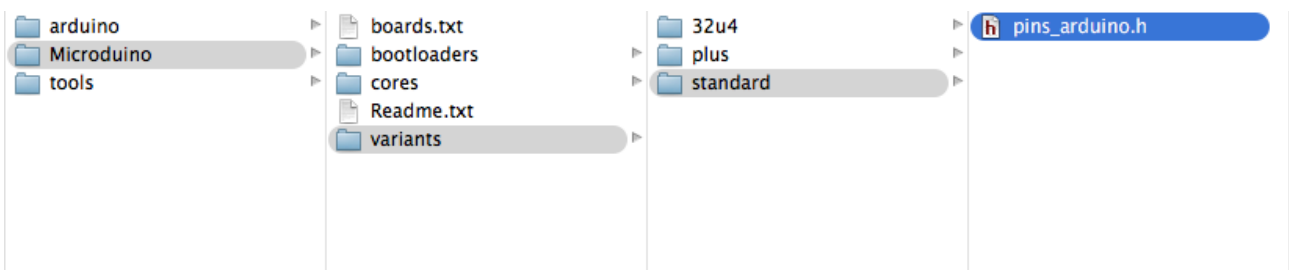 arduino
Microduino
tools
boards.txt
bootloaders
cores
Readme.txt
variants
32u4
plus
standard
pins_arduino.h